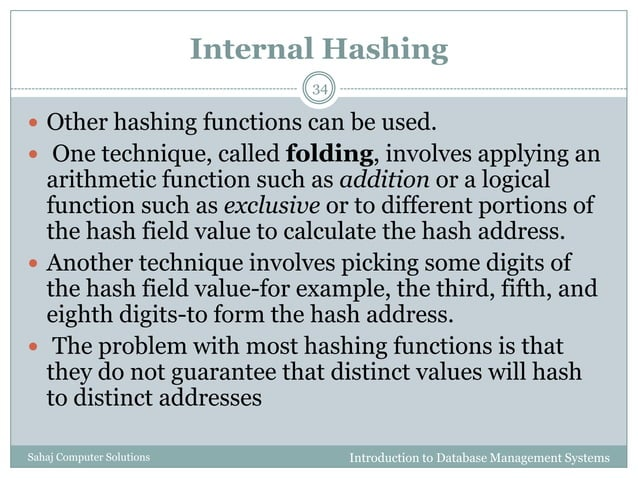 Internal Hashing
34
• Other hashing functions can be used.
• One technique, called folding, involves applying an
arithmetic function such as addition or a logical
function such as exclusive or to different portions of
the hash field value to calculate the hash address.
• Another technique involves picking some digits of
the hash field value-for example, the third, fifth, and
eighth digits-to form the hash address.
• The problem with most hashing functions is that
they do not guarantee that distinct values will hash
to distinct addresses
Sahaj Computer Solutions
Introduction to Database Management Systems